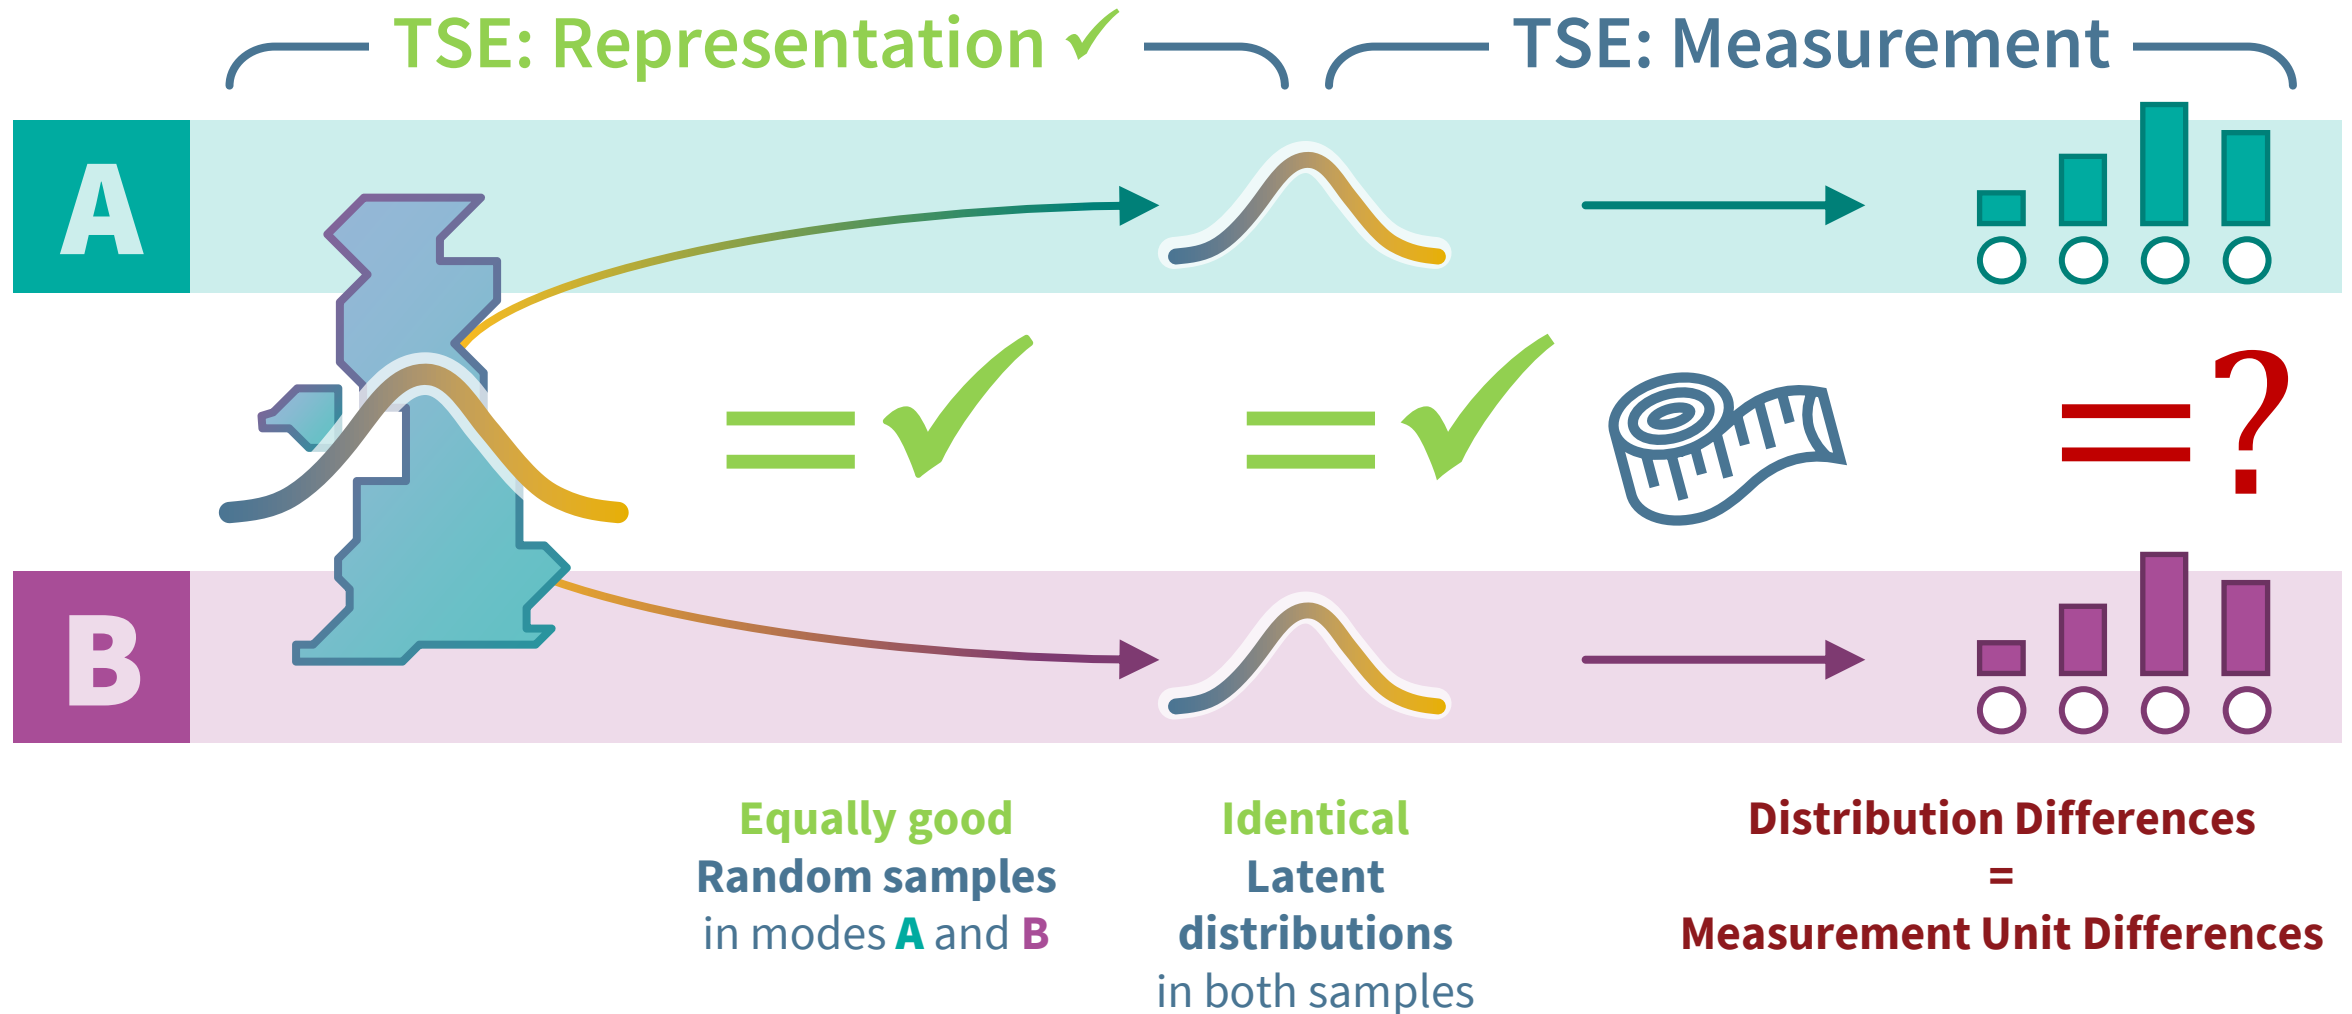 TSE: Representation ✓
TSE: Measurement
A
= ✓
= ✓
= ?
B
Equally good
Random samples
in modes A and B
Identical
Latent
distributions
in both samples
Distribution Differences
=
Measurement Unit Differences